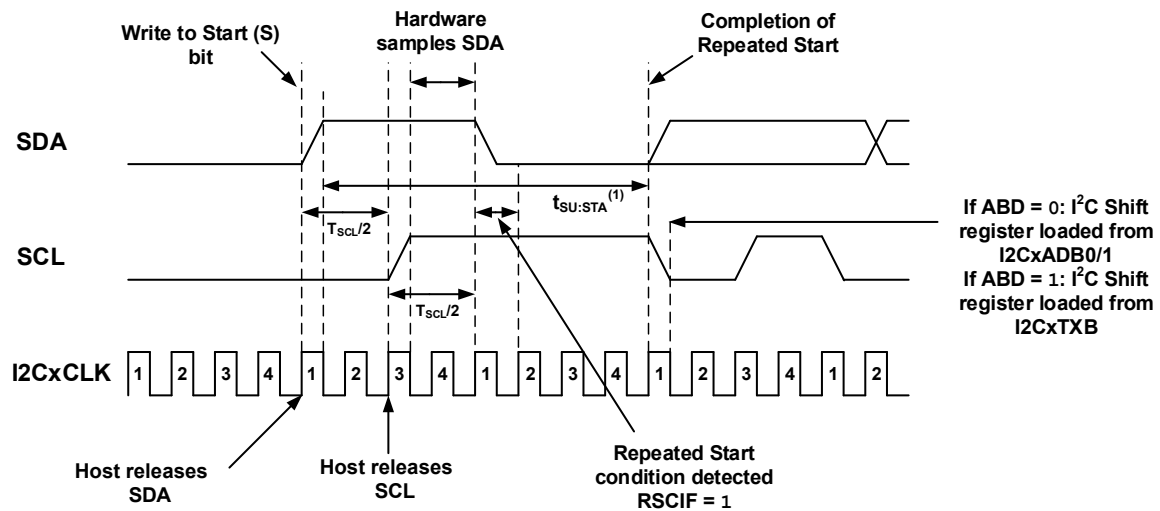 Write to Start (S)
bit
Hardware
samples SDA
Completion of
Repeated Start
SDA
tSU:STA(1)
TSCL/2
SCL
TSCL/2
If ABD = 0: I2C Shift
register loaded from
I2CxADB0/1
If ABD = 1: I2C Shift
register loaded from
I2CxTXB
I2CxCLK
1 2 3 4 1 2 3 4 1 2 3 4 1 2 3 4 1 2
Host releases
SDA
Host releases
SCL
Repeated Start
condition detected
RSCIF = 1